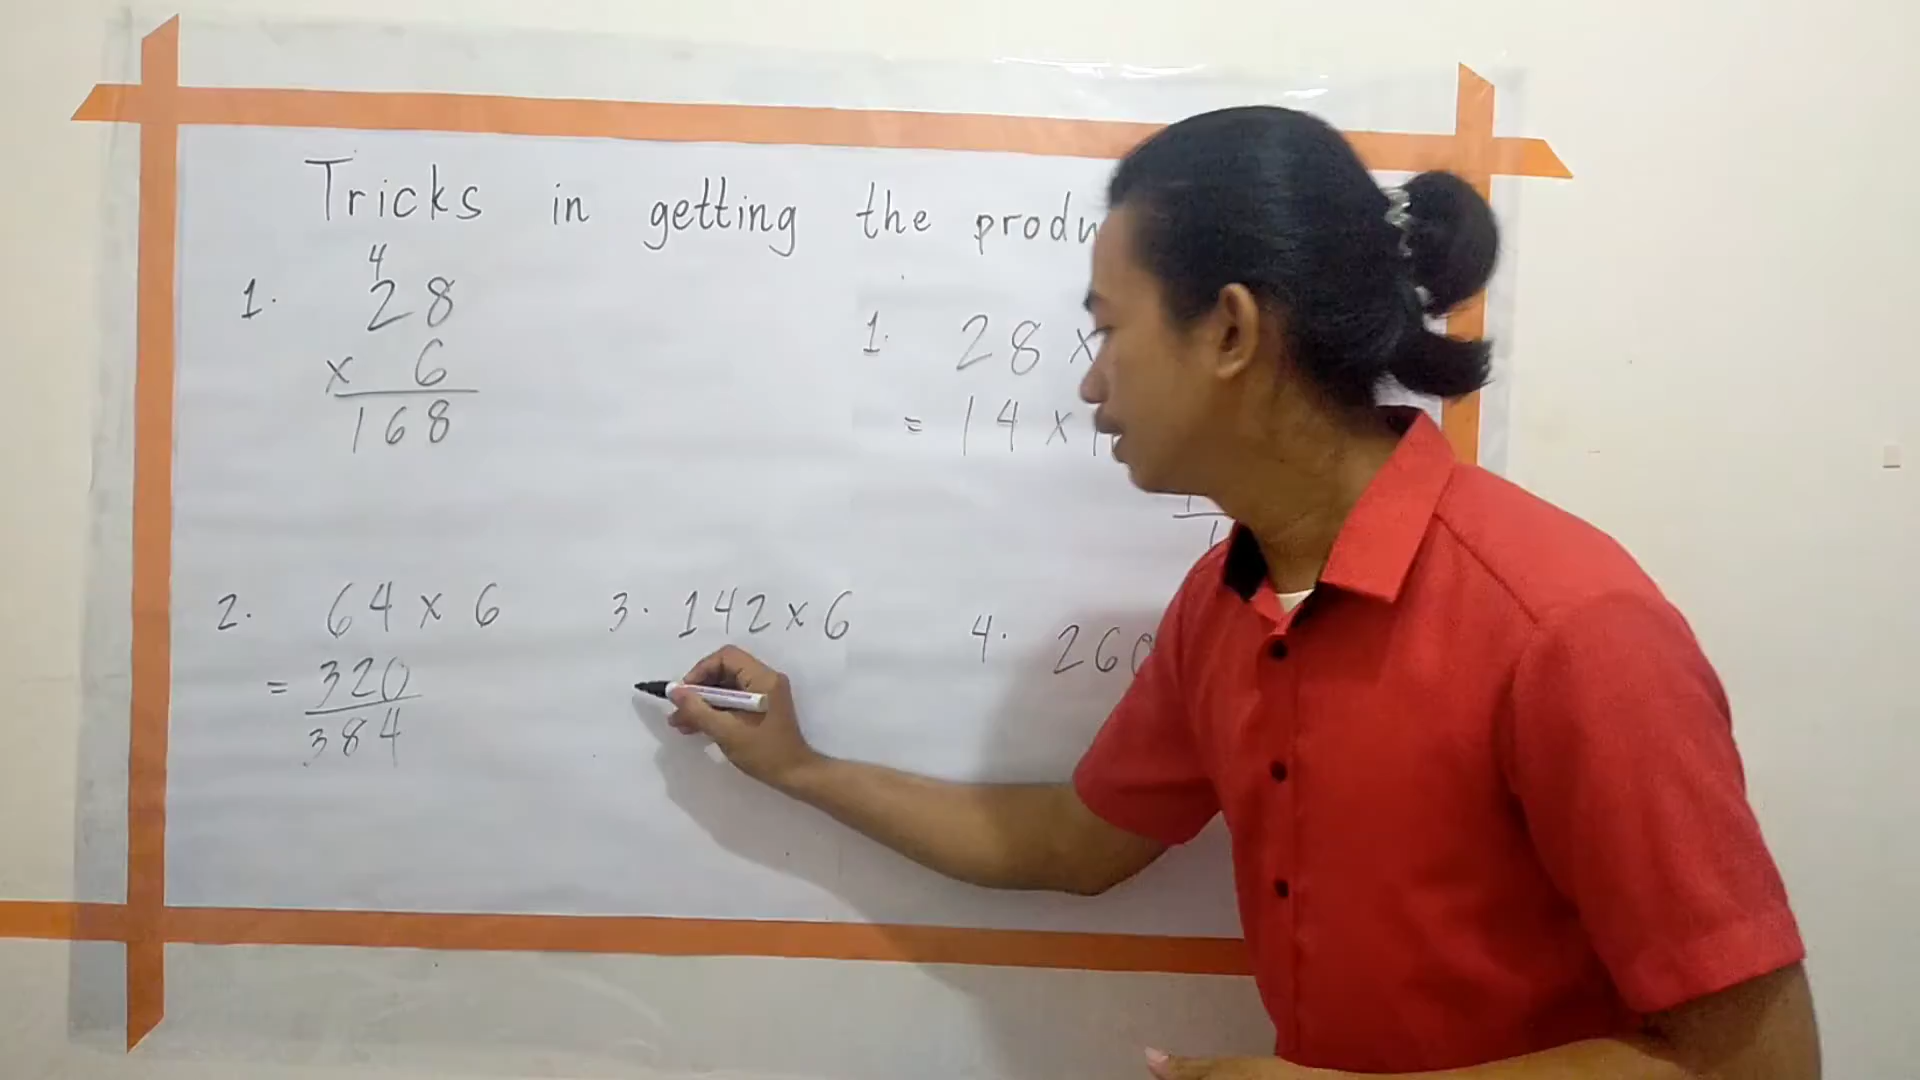 Tricks in getting the produ
1. 28
4
x 6
168
1. 28 x
= 14 x 1
2. 64 x 6
= 320
384
3. 142 x 6
4. 260